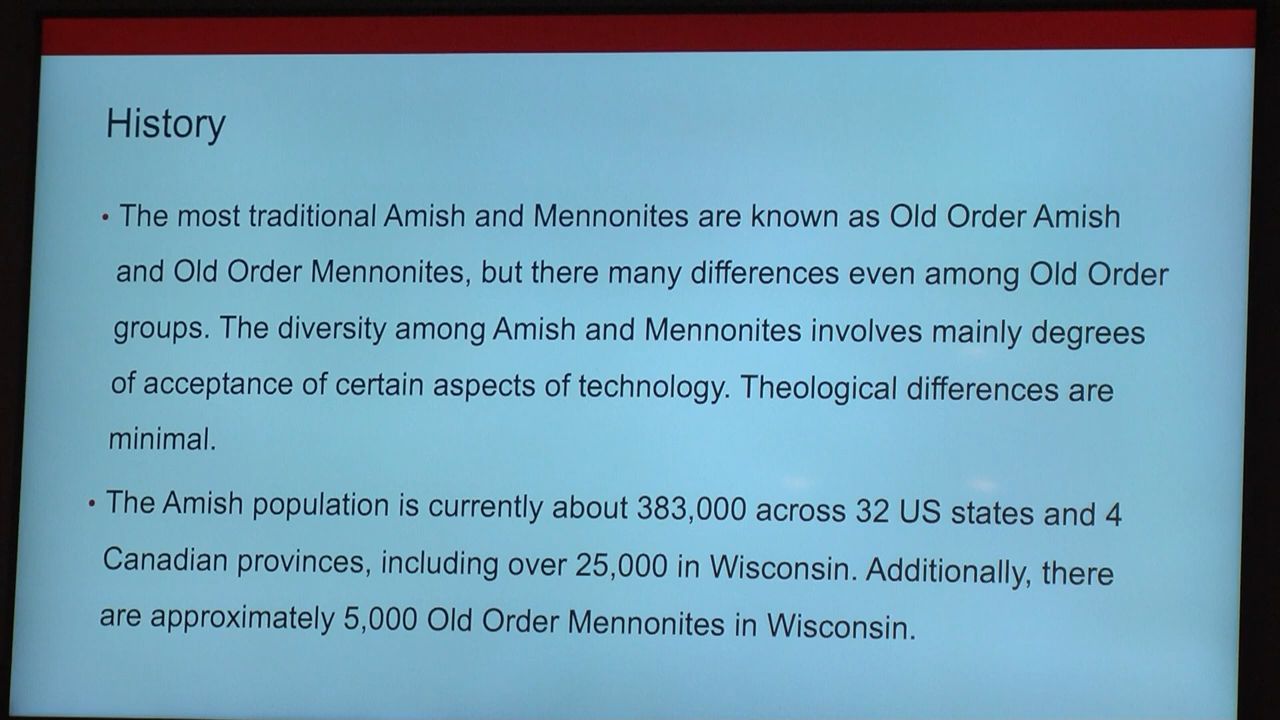 History
• The most traditional Amish and Mennonites are known as Old Order Amish
and Old Order Mennonites, but there many differences even among Old Order
groups. The diversity among Amish and Mennonites involves mainly degrees
of acceptance of certain aspects of technology. Theological differences are
minimal.
• The Amish population is currently about 383,000 across 32 US states and 4
Canadian provinces, including over 25,000 in Wisconsin. Additionally, there
are approximately 5,000 Old Order Mennonites in Wisconsin.